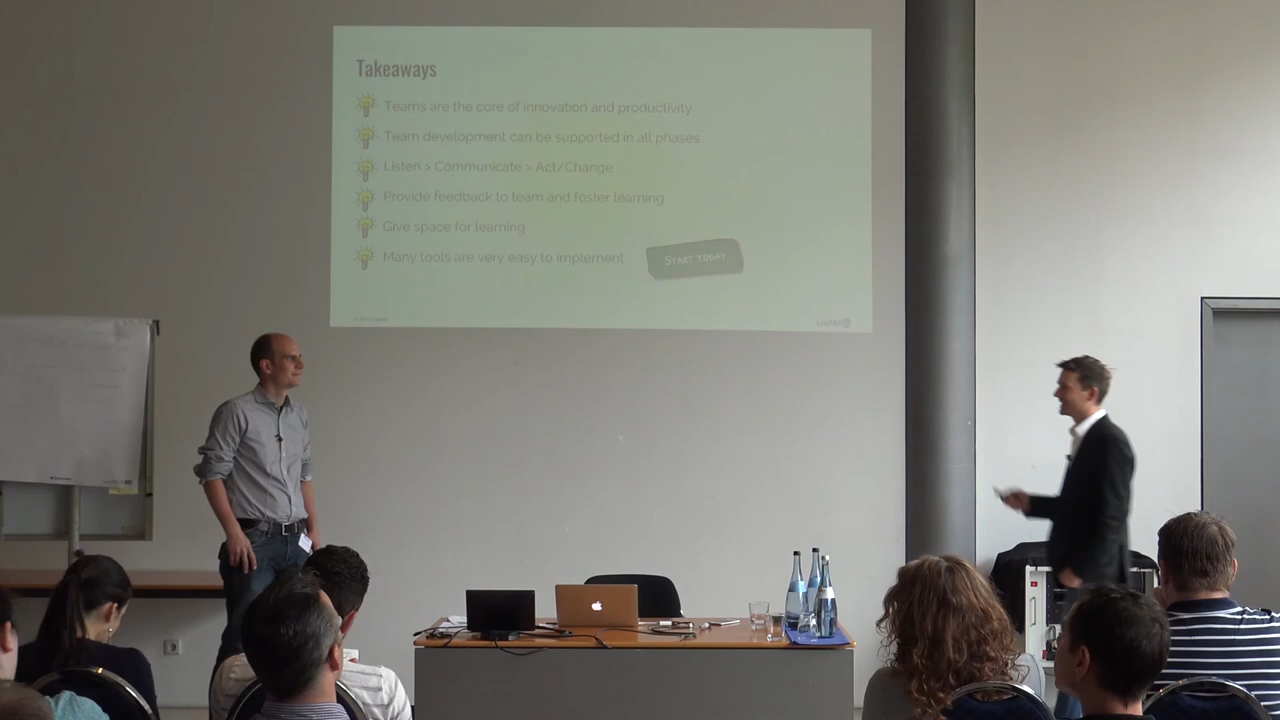 Takeaways
Teams are the core of innovation and productivity
Team development can be supported in all phases
Listen > Communicate > Act/Change
Provide feedback to team and foster learning
Give space for learning
Many tools are very easy to implement
START TODAY